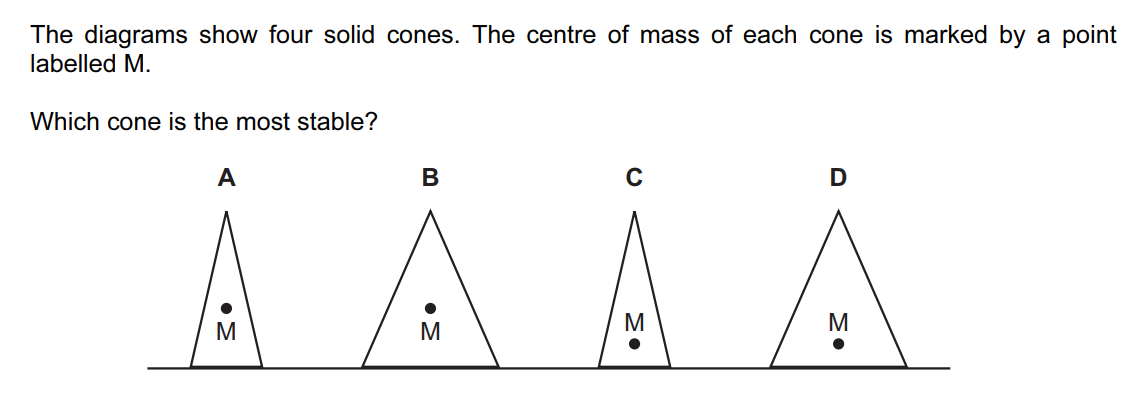 The diagrams show four solid cones. The centre of mass of each cone is marked by a point
labelled M.
Which cone is the most stable?
A B C D
M M M M